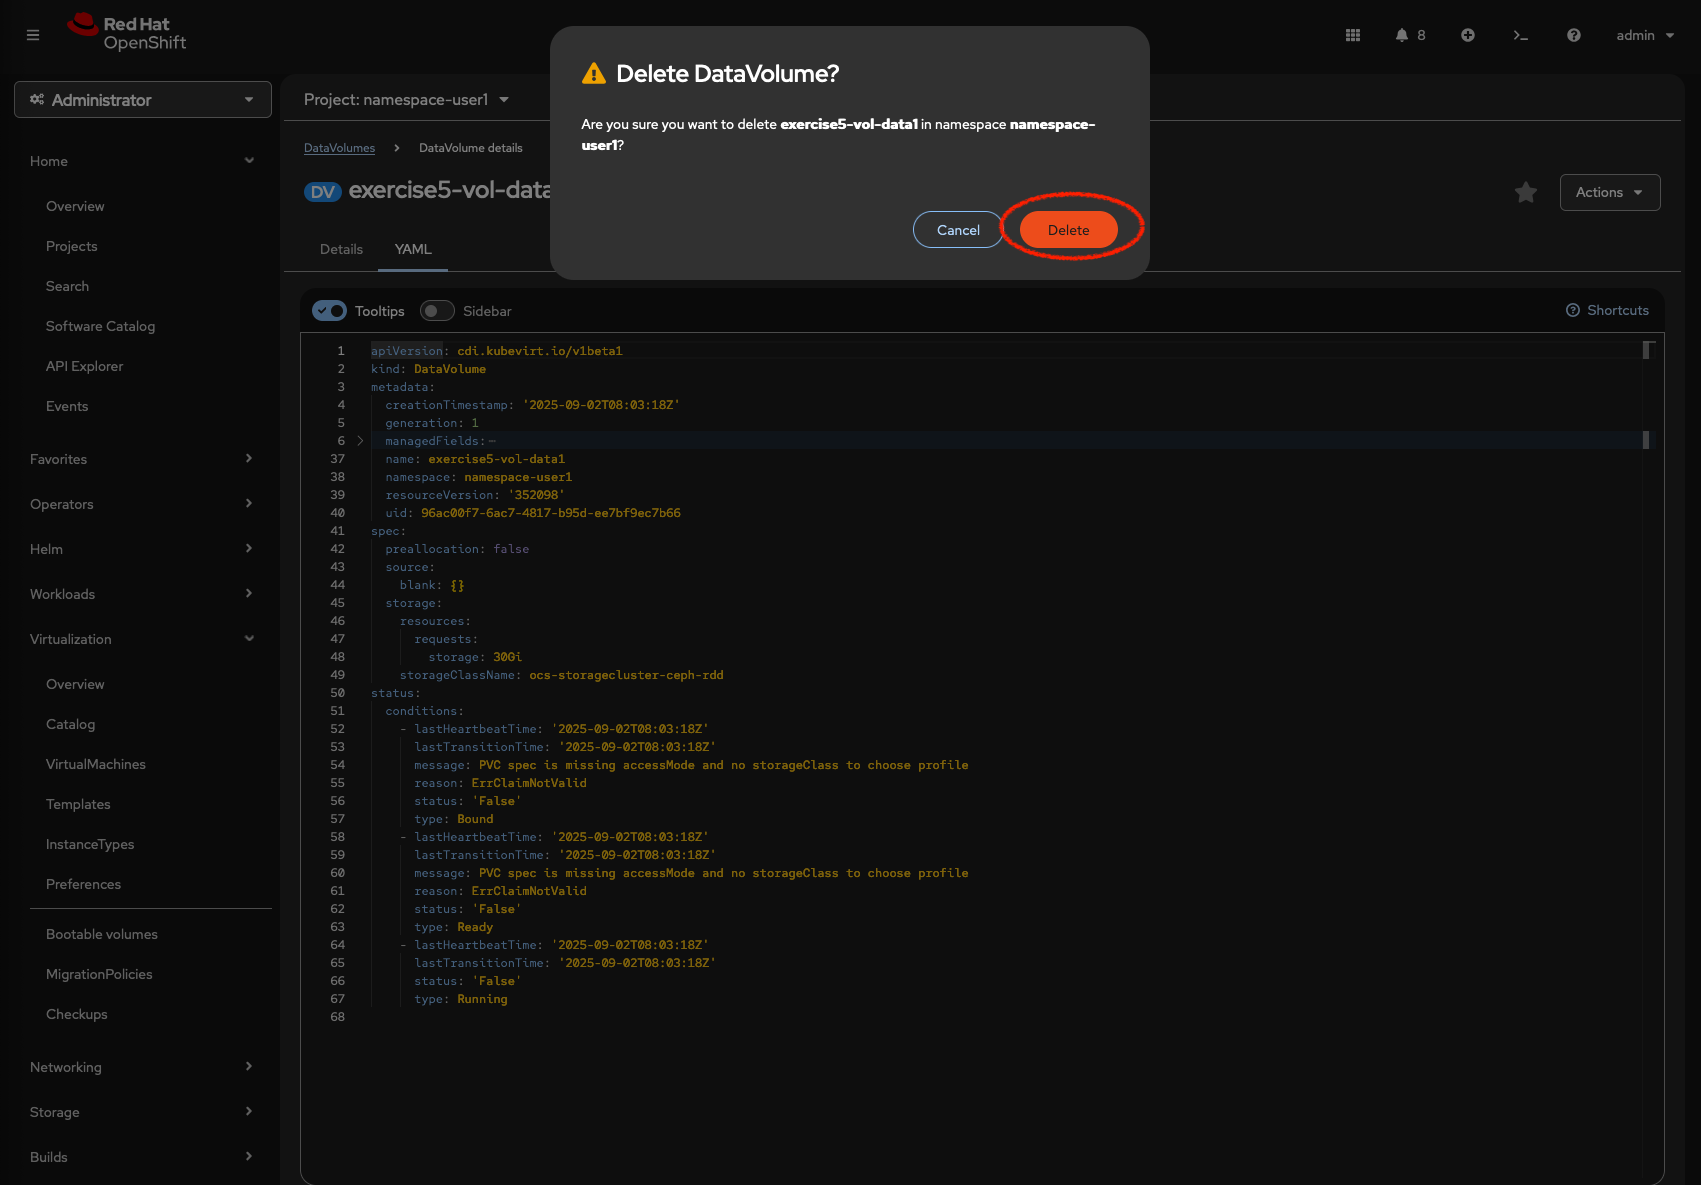 Red Hat
OpenShift
8
admin
Administrator
Home
Overview
Projects
Search
Software Catalog
API Explorer
Events
Favorites
Operators
Helm
Workloads
Virtualization
Overview
Catalog
VirtualMachines
Templates
InstanceTypes
Preferences
Bootable volumes
MigrationPolicies
Checkups
Networking
Storage
Builds
Project: namespace-user1
DataVolumes > DataVolume details
DV exercise5-vol-data
Actions
Details YAML
Delete DataVolume?
Are you sure you want to delete exercise5-vol-data1 in namespace namespace-
user1?
Cancel Delete
Tooltips Sidebar
Shortcuts
1 apiVersion: cdi.kubevirt.io/v1beta1
2 kind: DataVolume
3 metadata:
4 creationTimestamp: '2025-09-02T08:03:18Z'
5 generation: 1
6 managedFields:
37 name: exercise5-vol-data1
38 namespace: namespace-user1
39 resourceVersion: '352098'
40 uid: 96ac00f7-6ac7-4817-b95d-ee7bf9ec7b66
41 spec:
42 preallocation: false
43 source:
44 blank: {}
45 storage:
46 resources:
47 requests:
48 storage: 30Gi
49 storageClassName: ocs-storagecluster-ceph-rdd
50 status:
51 conditions:
52 - lastHeartbeatTime: '2025-09-02T08:03:18Z'
53 lastTransitionTime: '2025-09-02T08:03:18Z'
54 message: PVC spec is missing accessMode and no storageClass to choose profile
55 reason: ErrClaimNotValid
56 status: 'False'
57 type: Bound
58 - lastHeartbeatTime: '2025-09-02T08:03:18Z'
59 lastTransitionTime: '2025-09-02T08:03:18Z'
60 message: PVC spec is missing accessMode and no storageClass to choose profile
61 reason: ErrClaimNotValid
62 status: 'False'
63 type: Ready
64 - lastHeartbeatTime: '2025-09-02T08:03:18Z'
65 lastTransitionTime: '2025-09-02T08:03:18Z'
66 status: 'False'
67 type: Running
68